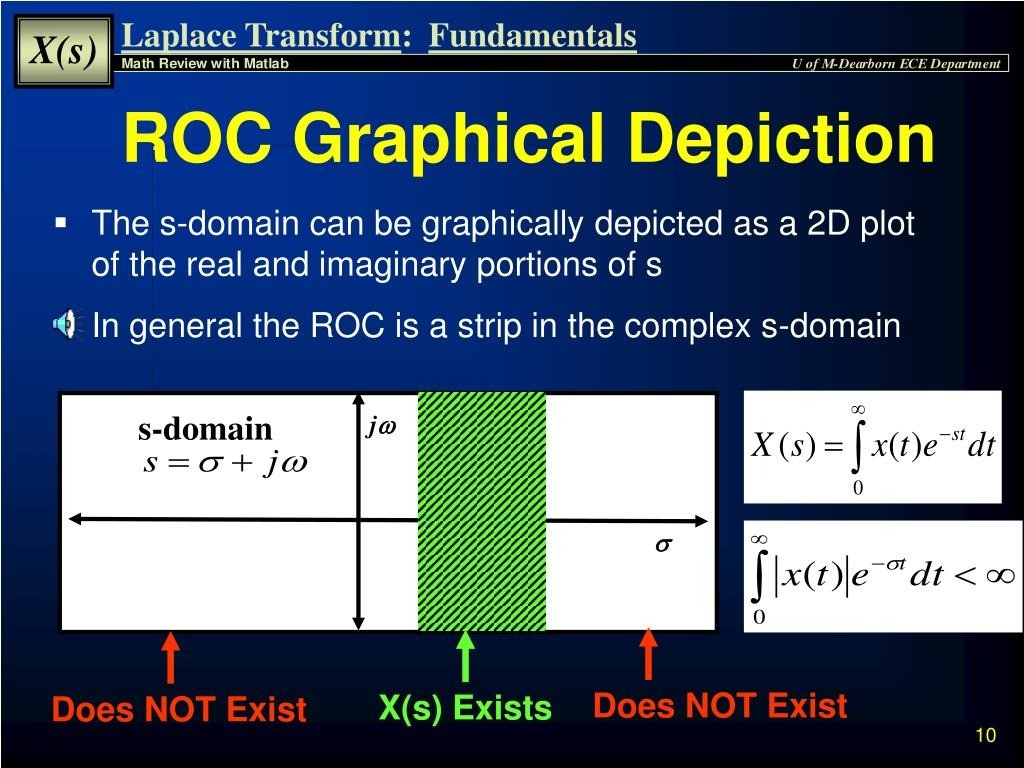 X(s)
Laplace Transform: Fundamentals
Math Review with Matlab
U of M-Dearborn ECE Department
ROC Graphical Depiction
▪ The s-domain can be graphically depicted as a 2D plot
of the real and imaginary portions of s
In general the ROC is a strip in the complex s-domain
s-domain
s = σ + jω
jω
σ
X(s) = ∫₀^∞ x(t)e^{-st} dt
∫₀^∞ |x(t)|e^{-σt} dt < ∞
Does NOT Exist
X(s) Exists
Does NOT Exist
10